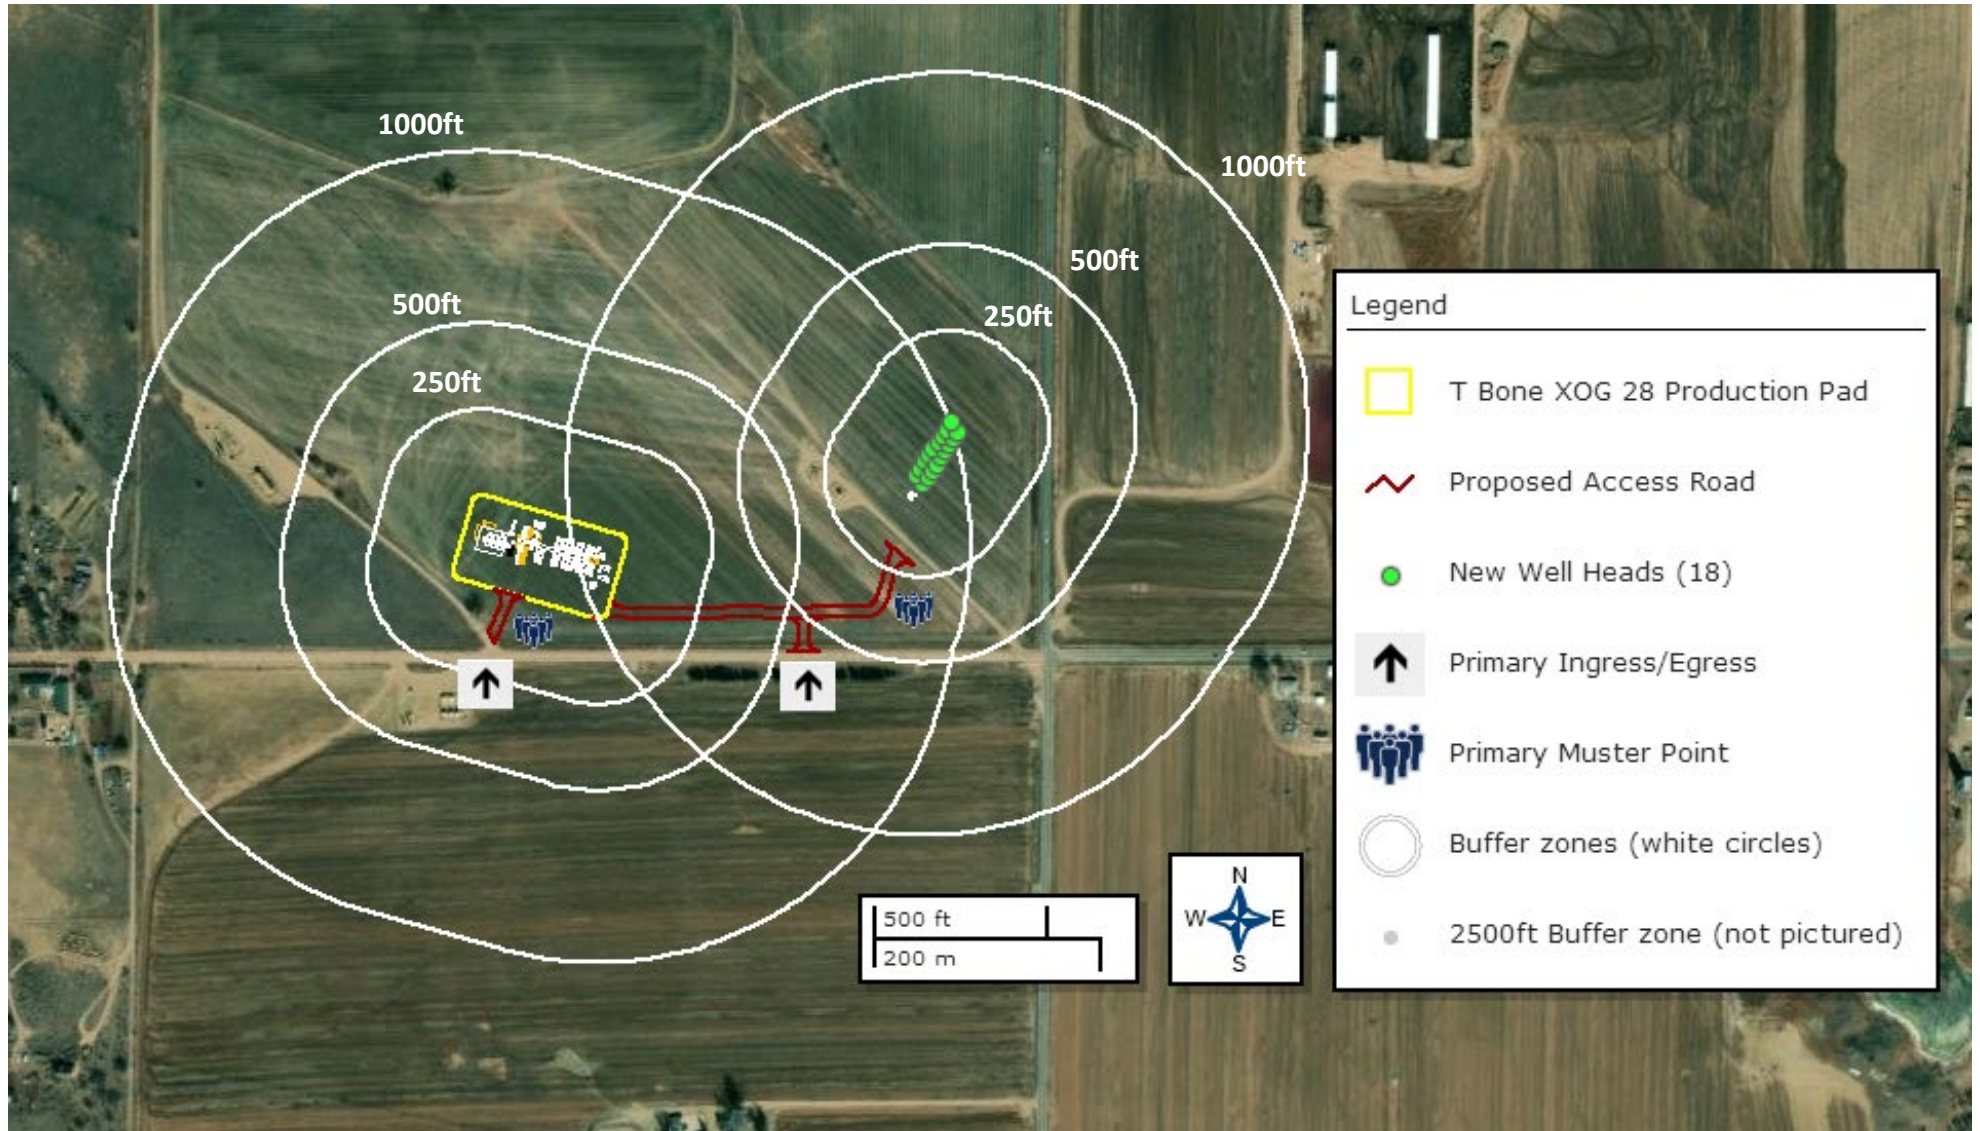 1000ft
1000ft
500ft
500ft
250ft
250ft
Legend
T Bone XOG 28 Production Pad
Proposed Access Road
New Well Heads (18)
Primary Ingress/Egress
Primary Muster Point
Buffer zones (white circles)
2500ft Buffer zone (not pictured)
500 ft
200 m
N
W E
S